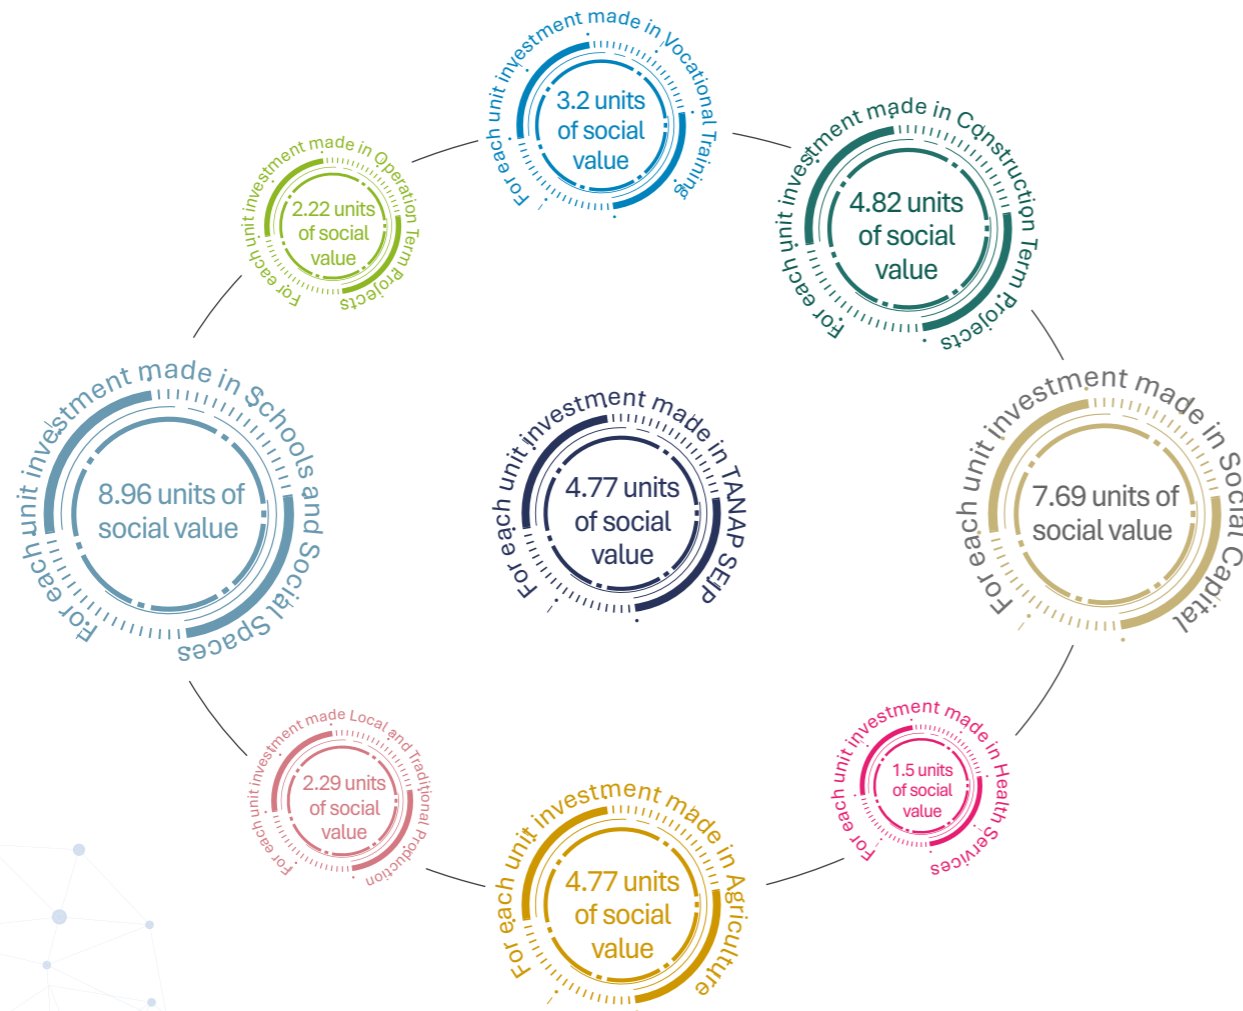 For each unit investment made in Vocational Training
3.2 units
of social
value
For each unit investment made in Operation Term Projects
2.22 units
of social
value
For each unit investment made in Construction Term Projects
4.82 units
of social
value
For each unit investment made in Schools and Social Spaces
8.96 units of
social value
For each unit investment made in TANAP SEIP
4.77 units
of social
value
For each unit investment made in Social Capital
7.69 units of
social value
For each unit investment made Local and Traditional Production
2.29 units
of social
value
For each unit investment made in Agriculture
4.77 units
of social
value
For each unit investment made in Health Services
1.5 units
of social
value